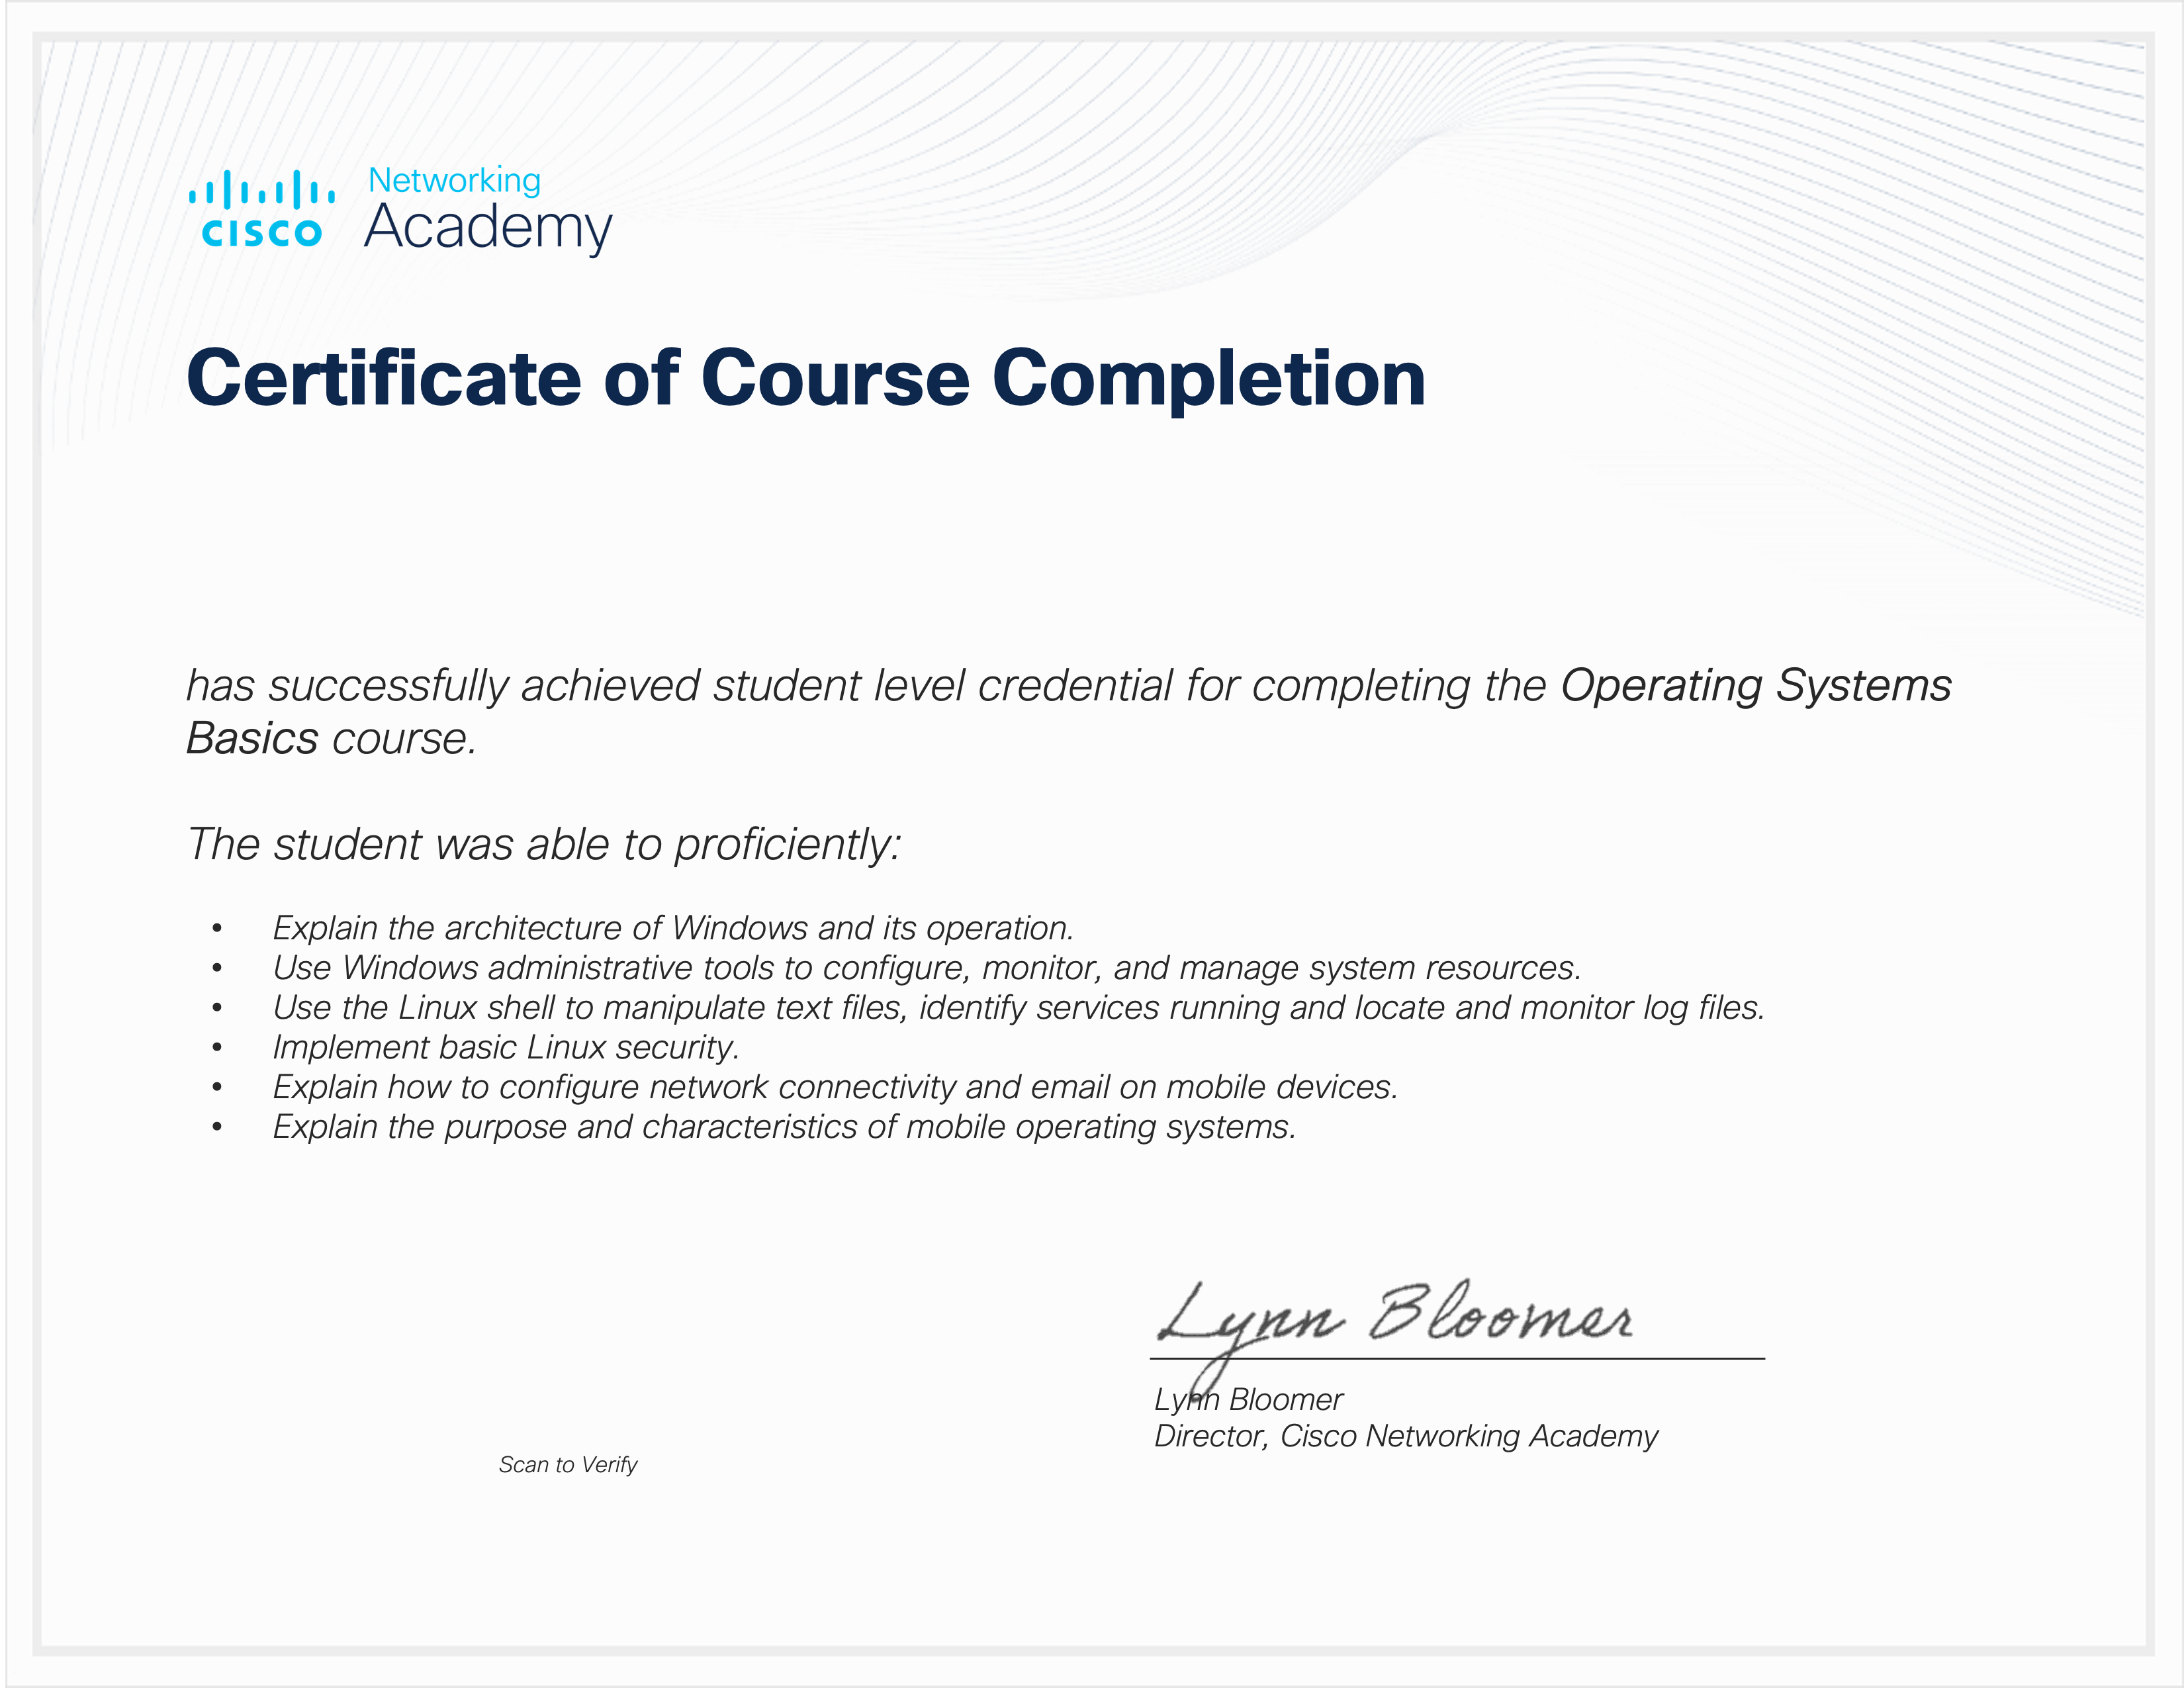 Networking
CISCO Academy
Certificate of Course Completion
has successfully achieved student level credential for completing the Operating Systems
Basics course.
The student was able to proficiently:
• Explain the architecture of Windows and its operation.
• Use Windows administrative tools to configure, monitor, and manage system resources.
• Use the Linux shell to manipulate text files, identify services running and locate and monitor log files.
• Implement basic Linux security.
• Explain how to configure network connectivity and email on mobile devices.
• Explain the purpose and characteristics of mobile operating systems.
Lynn Bloomer
Lynn Bloomer
Director, Cisco Networking Academy
Scan to Verify